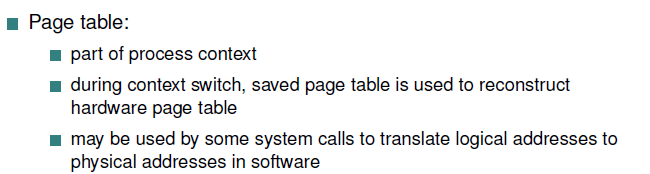 Page table:
part of process context
during context switch, saved page table is used to reconstruct
hardware page table
may be used by some system calls to translate logical addresses to
physical addresses in software